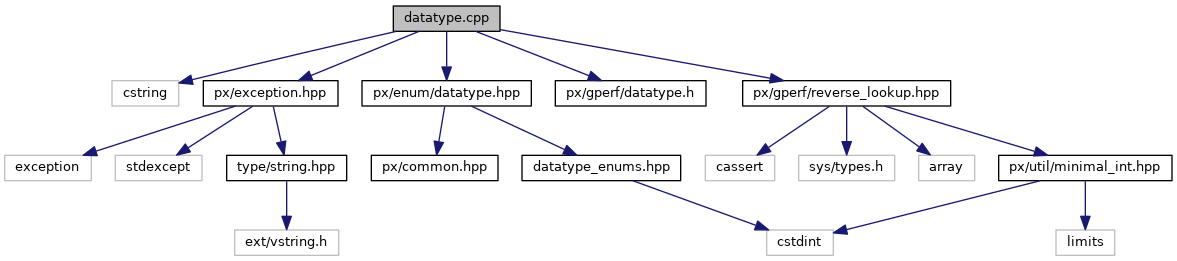 datatype.cpp
cstring
px/exception.hpp
px/enum/datatype.hpp
px/gperf/datatype.h
px/gperf/reverse_lookup.hpp
exception
stdexcept
type/string.hpp
px/common.hpp
datatype_enums.hpp
cassert
sys/types.h
array
px/util/minimal_int.hpp
ext/vstring.h
cstdint
limits